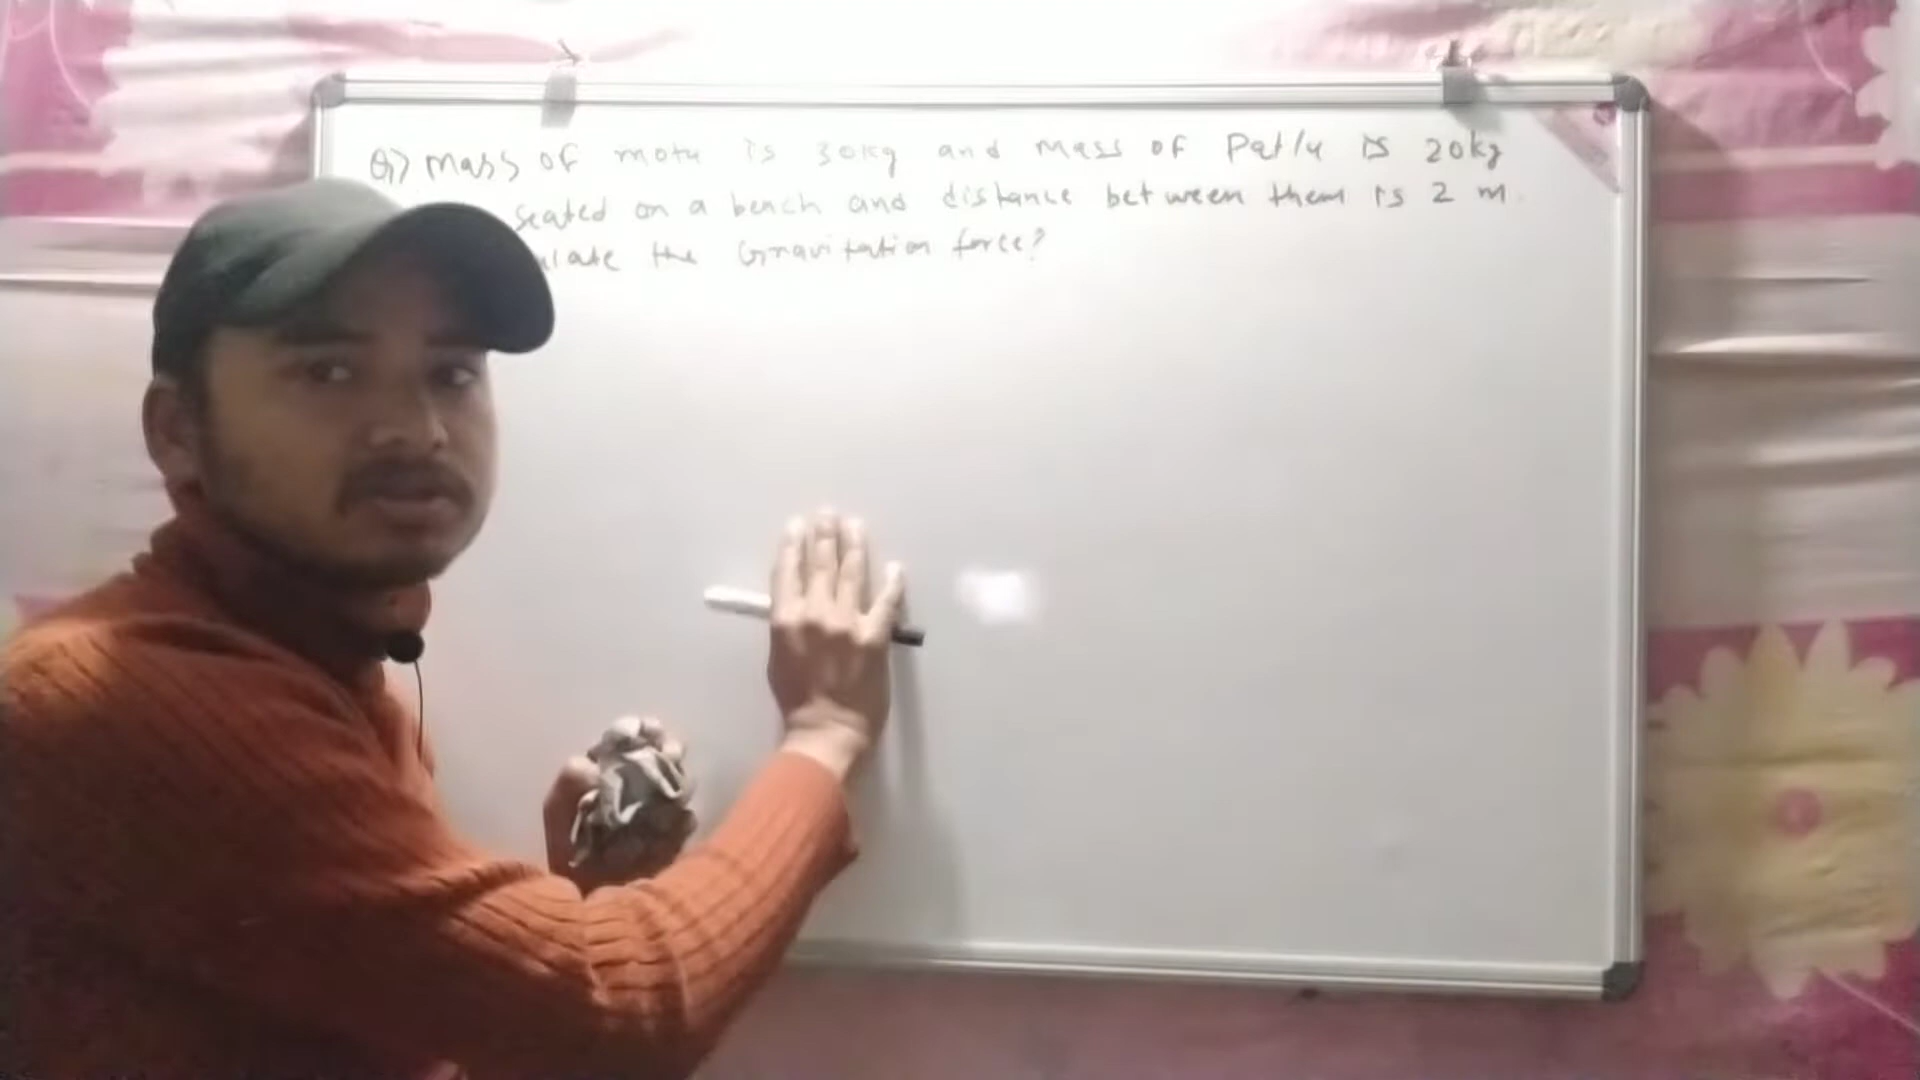 Q) Mass of motu is 30kg and Mass of Patlu is 20kg
seated on a bench and distance between them is 2 m.
the Gravitation force?